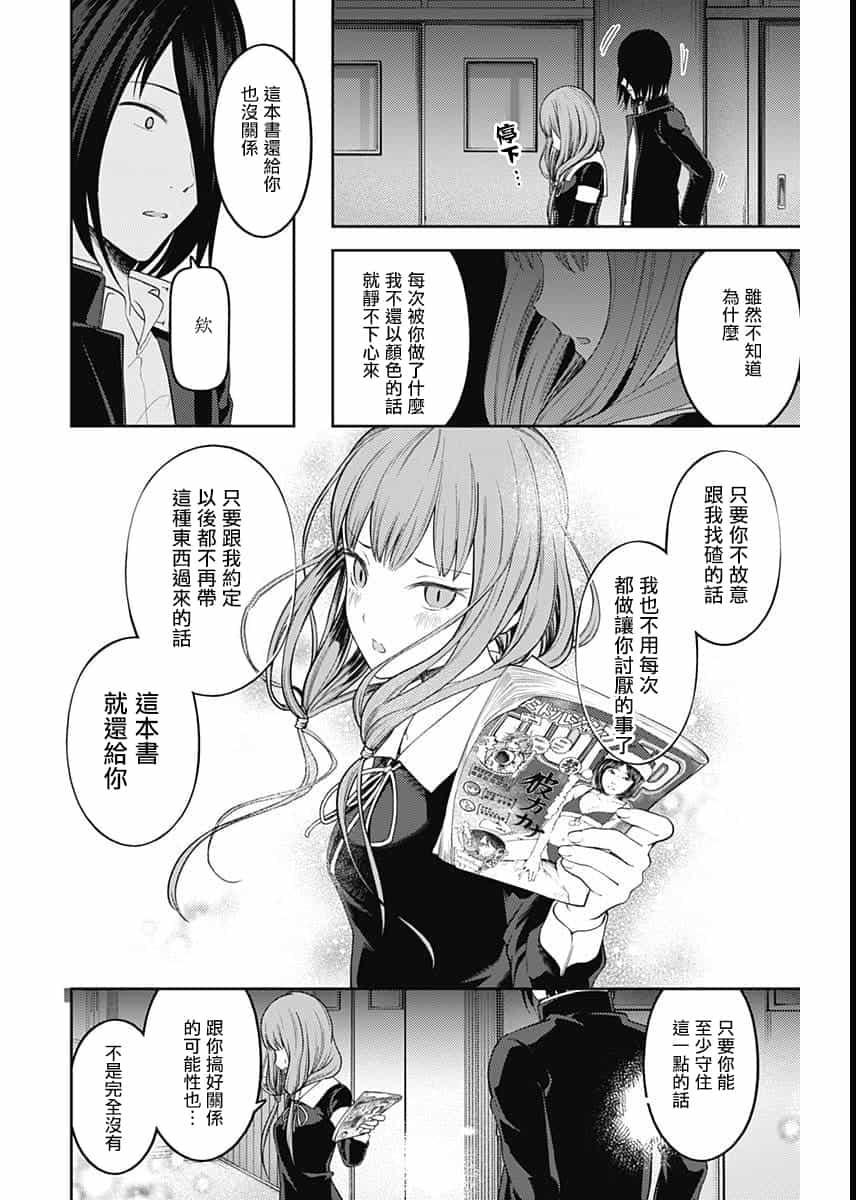 停
下…
雖然不知道
為什麼
每次被你做了什麼
我不還以顏色的話
就靜不下心來
這本書還給你
也沒關係
欸
只要你不故意
跟我找碴的話
我也不用每次
都做讓你討厭的事了
只要跟我約定
以後都不再帶
這種東西過來的話
這本書
就還給你
彼方カナ
只要你能
至少守住
這一點的話
跟你搞好關係
的可能性也…
不是完全沒有